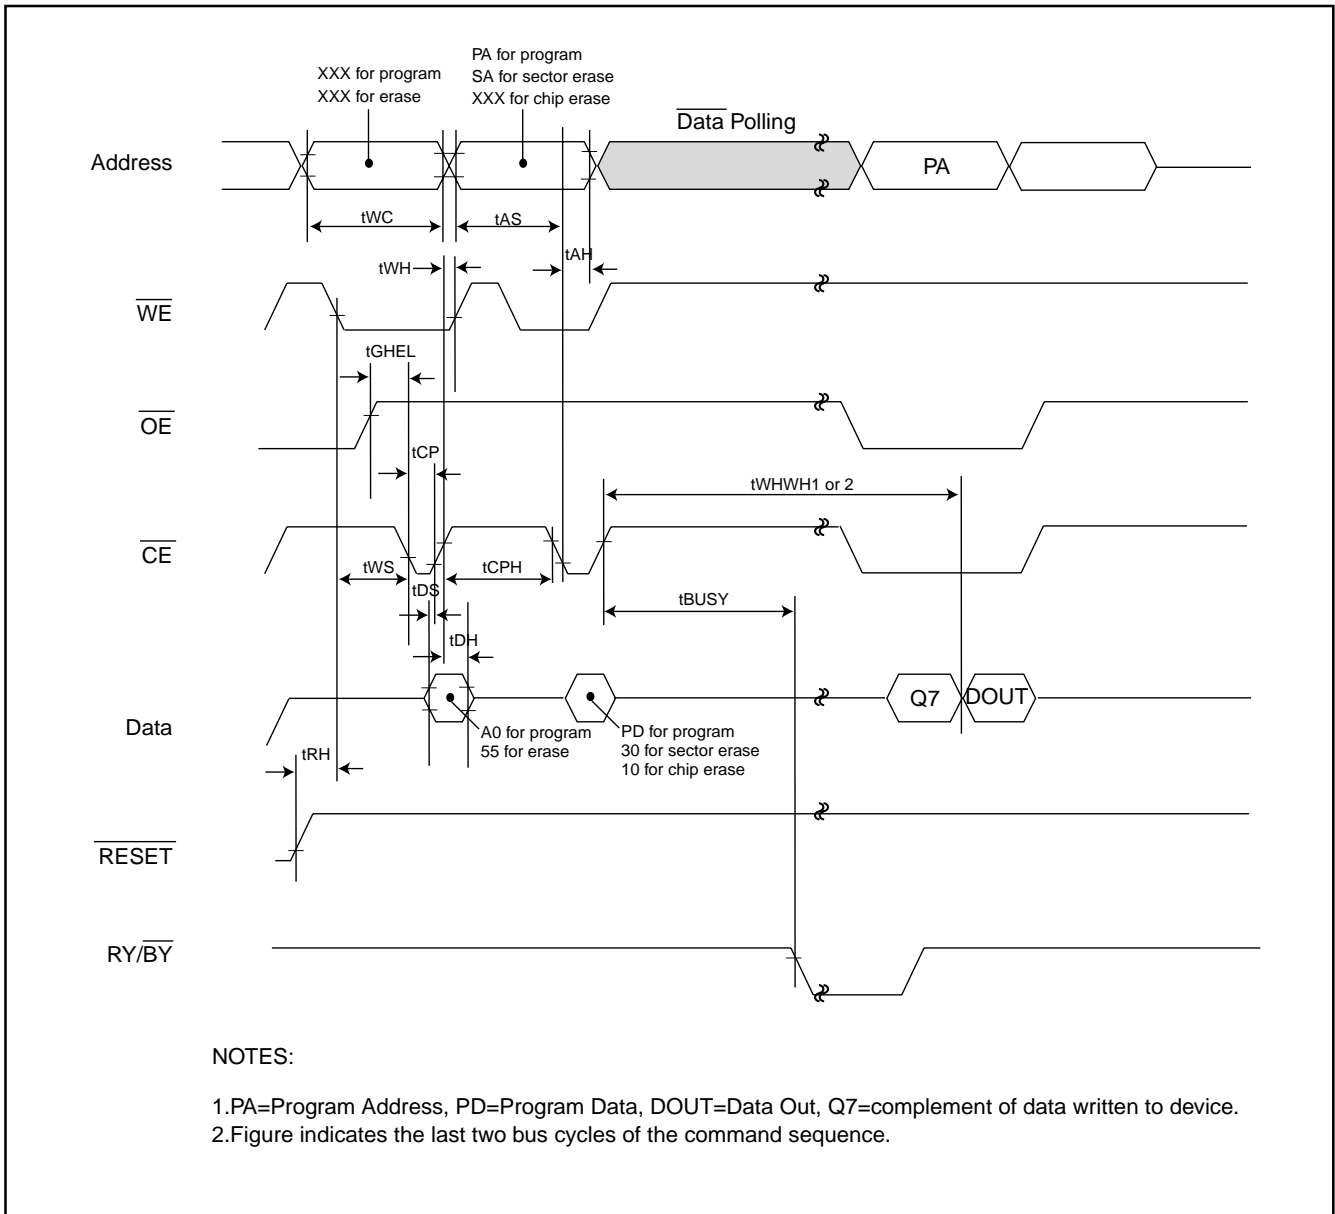 XXX for program
XXX for erase
PA for program
SA for sector erase
XXX for chip erase
Data Polling
Address
PA
tWC
tAS
tAH
tWH
WE
tGHEL
OE
tCP
tWHWH1 or 2
CE
tWS
tCPH
tDS
tBUSY
tDH
Data
Q7
DOUT
A0 for program
55 for erase
PD for program
30 for sector erase
10 for chip erase
tRH
RESET
RY/BY
NOTES:
1.PA=Program Address, PD=Program Data, DOUT=Data Out, Q7=complement of data written to device.
2.Figure indicates the last two bus cycles of the command sequence.